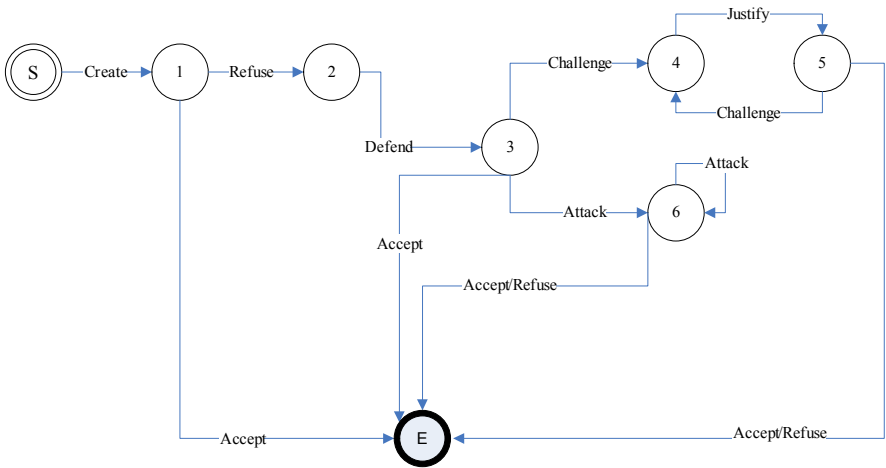 Justify
S
Create
1
Refuse
2
Challenge
4
5
Challenge
Defend
3
Attack
Attack
6
Accept
Accept/Refuse
Accept
E
Accept/Refuse